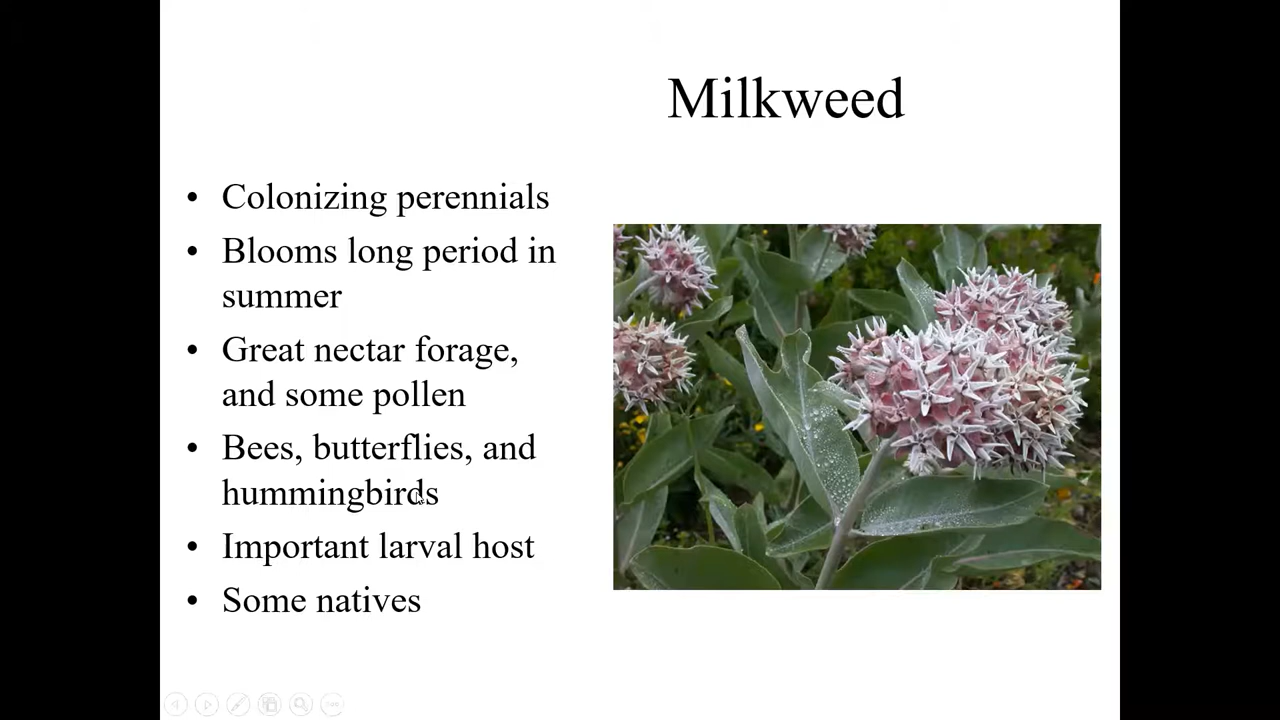 Milkweed
• Colonizing perennials
• Blooms long period in
summer
• Great nectar forage,
and some pollen
• Bees, butterflies, and
hummingbirds
• Important larval host
• Some natives